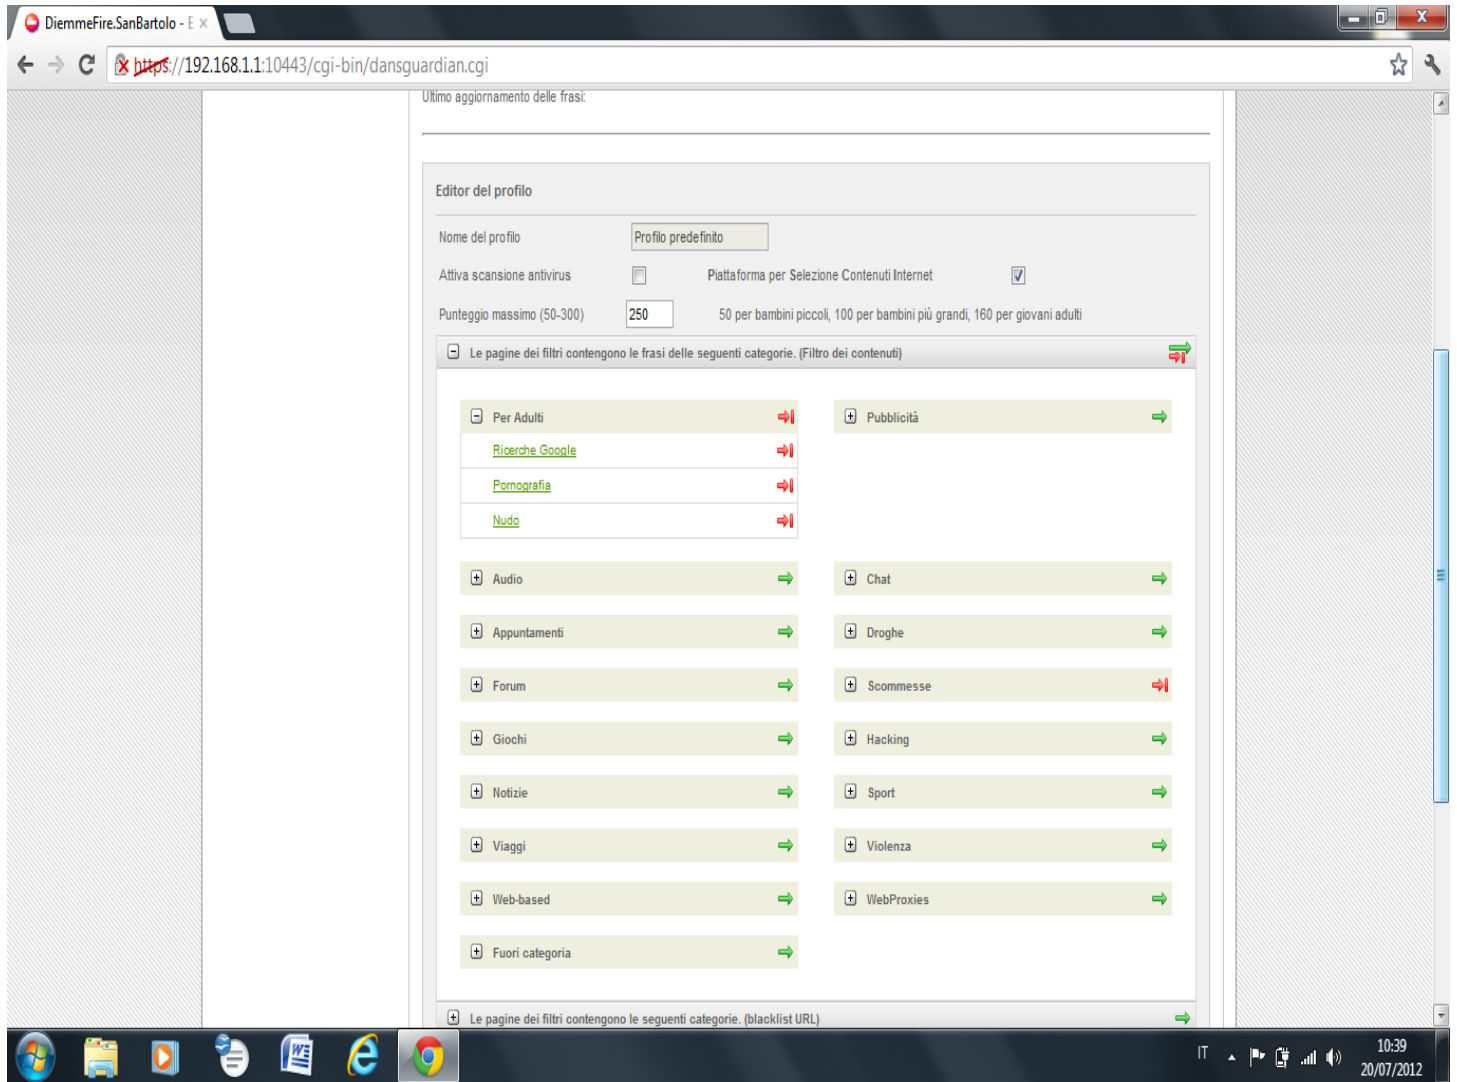 DiemmeFire.SanBartolo - E
https://192.168.1.1:10443/cgi-bin/dansguardian.cgi
Ultimo aggiornamento delle frasi:
Editor del profilo
Nome del profilo Profilo predefinito
Attiva scansione antivirus Piattaforma per Selezione Contenuti Internet
Punteggio massimo (50-300) 250 50 per bambini piccoli, 100 per bambini più grandi, 160 per giovani adulti
Le pagine dei filtri contengono le frasi delle seguenti categorie. (Filtro dei contenuti)
Per Adulti Pubblicità
Ricerche Google
Pornografia
Nudo
Audio Chat
Appuntamenti Droghe
Forum Scommesse
Giochi Hacking
Notizie Sport
Viaggi Violenza
Web-based WebProxies
Fuori categoria
Le pagine dei filtri contengono le seguenti categorie. (blacklist URL)
IT 10:39
20/07/2012